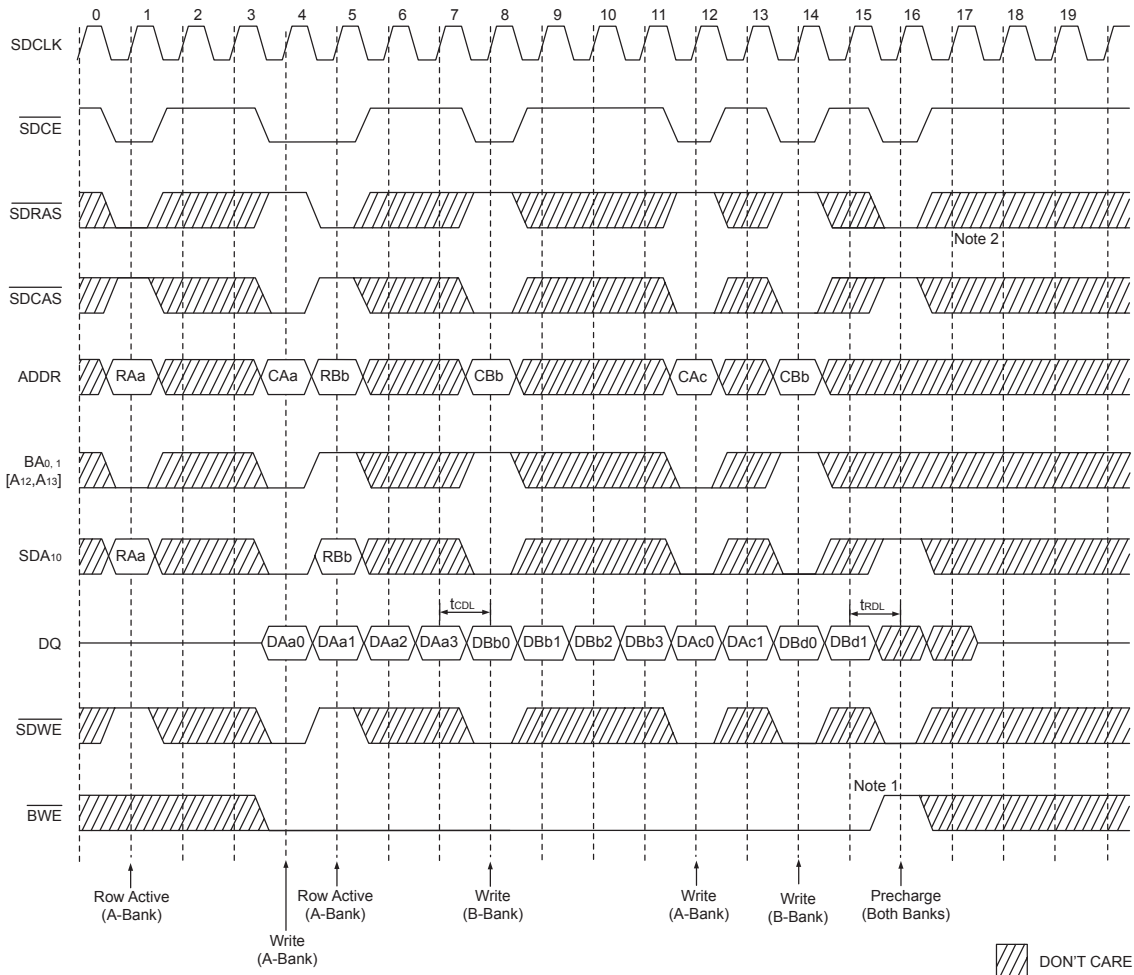 0 1 2 3 4 5 6 7 8 9 10 11 12 13 14 15 16 17 18 19
SDCLK
SDCE
SDRAS
Note 2
SDCAS
ADDR RAa CAa RBb CBb CAc CBb
BA0, 1
[A12,A13]
SDA10 RAa RBb
tCDL tRDL
DQ DAa0 DAa1 DAa2 DAa3 DBb0 DBb1 DBb2 DBb3 DAc0 DAc1 DBd0 DBd1
SDWE
Note 1
BWE
Row Active
(A-Bank)
Write
(A-Bank)
Row Active
(A-Bank)
Write
(B-Bank)
Write
(A-Bank)
Write
(B-Bank)
Precharge
(Both Banks)
DON'T CARE